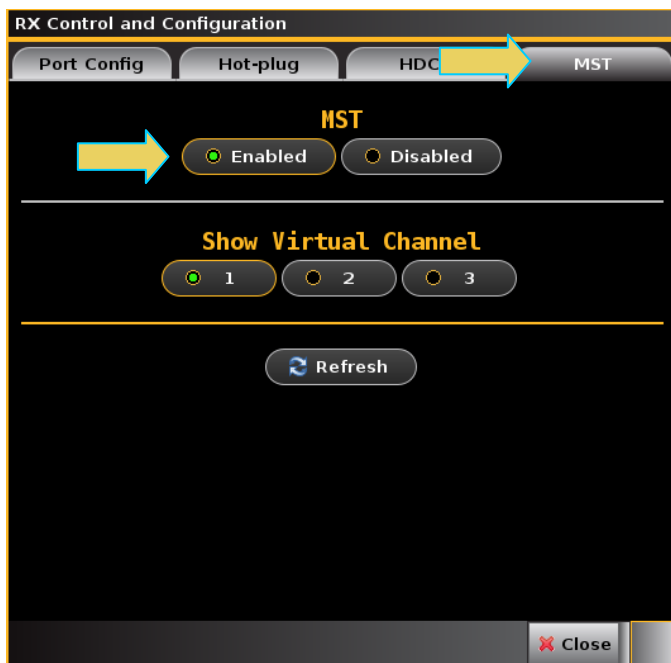 RX Control and Configuration
Port Config Hot-plug HDC MST
MST
Enabled Disabled
Show Virtual Channel
1 2 3
Refresh
Close